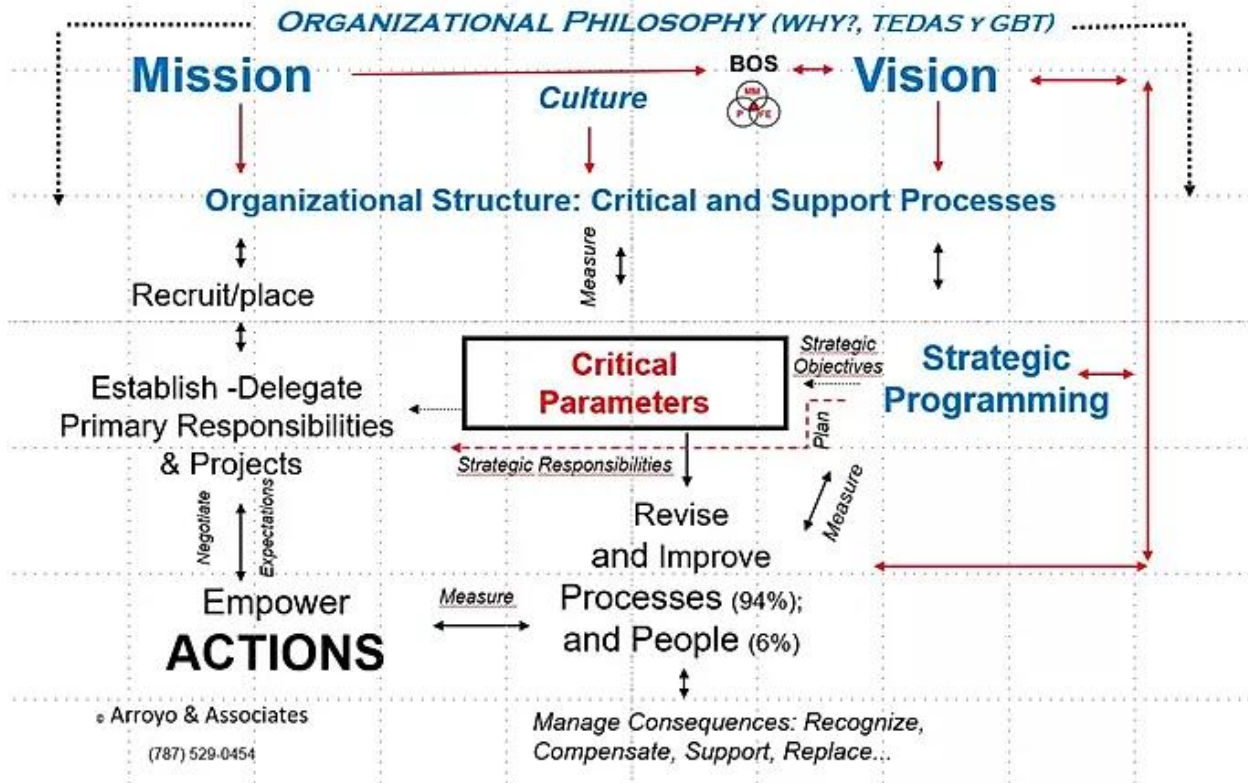 ORGANIZATIONAL PHILOSOPHY (WHY?, TEDAS Y GBT)
Mission
BOS
Vision
Culture
MM
P
FE
Organizational Structure: Critical and Support Processes
Measure
Recruit/place
Critical
Parameters
Strategic
Objectives
Strategic
Programming
Establish -Delegate
Primary Responsibilities
& Projects
Plan
Strategic Responsibilities
Measure
Negotiate
Expectations
Revise
and Improve
Processes (94%);
and People (6%)
Measure
Empower
ACTIONS
© Arroyo & Associates
(787) 529-0454
Manage Consequences: Recognize,
Compensate, Support, Replace...